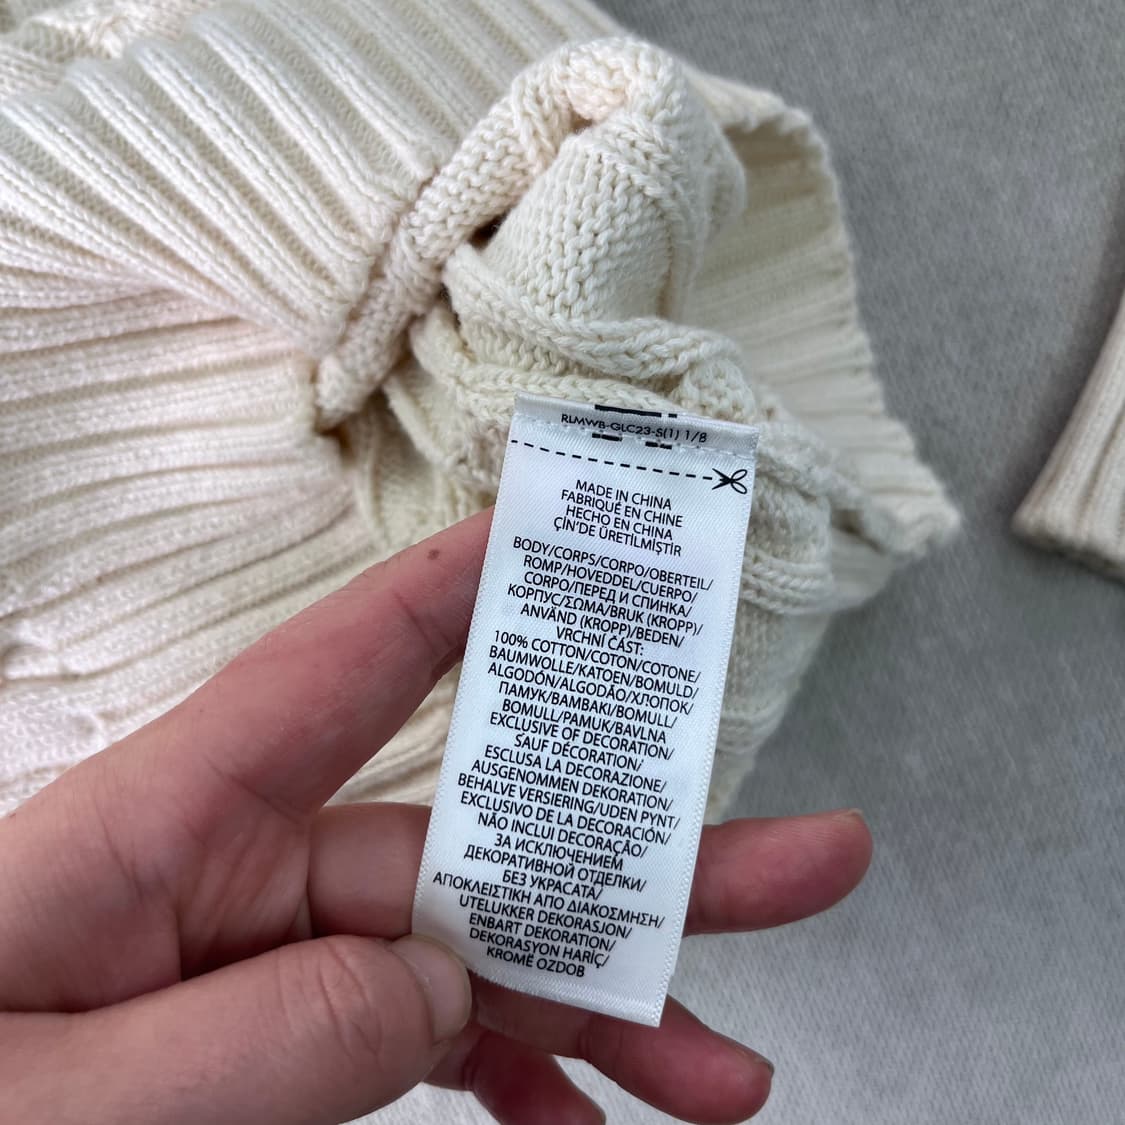 RLMWB-GLC23-S(1) 1/8
MADE IN CHINA
FABRIQUÉ EN CHINE
HECHO EN CHINA
ÇİN'DE ÜRETİLMİŞTİR
BODY/CORPS/CORPO/OBERTEIL/
ROMP/HOVEDDEL/CUERPO/
CORPO/ПЕРЕД И СПИНКА/
КОРПУС/ΣΩΜΑ/BRUK (KROPP)/
ANVÄND (KROPP)/BEDEN/
VRCHNÍ ČÁST:
100% COTTON/COTON/COTONE/
BAUMWOLLE/KATOEN/BOMULD/
ALGODÓN/ALGODÃO/ХЛОПОК/
ПАМУК/ΒΑΜΒΑΚΙ/BOMULL/
BOMULL/PAMUK/BAVLNA
EXCLUSIVE OF DECORATION/
SAUF DÉCORATION/
ESCLUSA LA DECORAZIONE/
AUSGENOMMEN DEKORATION/
BEHALVE VERSIERING/UDEN PYNT/
EXCLUSIVO DE LA DECORACIÓN/
NÃO INCLUI DECORAÇÃO/
ЗА ИСКЛЮЧЕНИЕМ
ДЕКОРАТИВНОЙ ОТДЕЛКИ/
БЕЗ УКРАСАТА/
ΑΠΟΚΛΕΙΣΤΙΚΗ ΑΠΟ ΔΙΑΚΟΣΜΗΣΗ/
UTELUKKER DEKORASJON/
ENBART DEKORATION/
DEKORASYON HARİÇ/
KROMĚ OZDOB